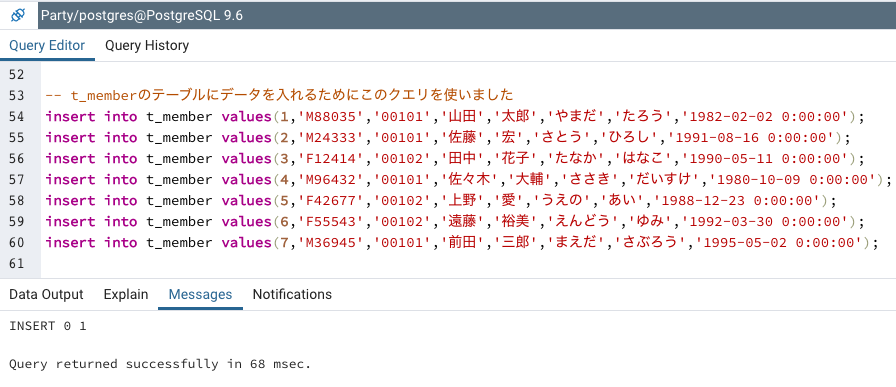 Party/postgres@PostgreSQL 9.6
Query Editor Query History
52
53 -- t_memberのテーブルにデータを入れるためにこのクエリを使いました
54 insert into t_member values(1,'M88035','00101','山田','太郎','やまだ','たろう','1982-02-02 0:00:00');
55 insert into t_member values(2,'M24333','00101','佐藤','宏','さとう','ひろし','1991-08-16 0:00:00');
56 insert into t_member values(3,'F12414','00102','田中','花子','たなか','はなこ','1990-05-11 0:00:00');
57 insert into t_member values(4,'M96432','00101','佐々木','大輔','ささき','だいすけ','1980-10-09 0:00:00');
58 insert into t_member values(5,'F42677','00102','上野','愛','うえの','あい','1988-12-23 0:00:00');
59 insert into t_member values(6,'F55543','00102','遠藤','裕美','えんどう','ゆみ','1992-03-30 0:00:00');
60 insert into t_member values(7,'M36945','00101','前田','三郎','まえだ','さぶろう','1995-05-02 0:00:00');
61
Data Output Explain Messages Notifications
INSERT 0 1
Query returned successfully in 68 msec.